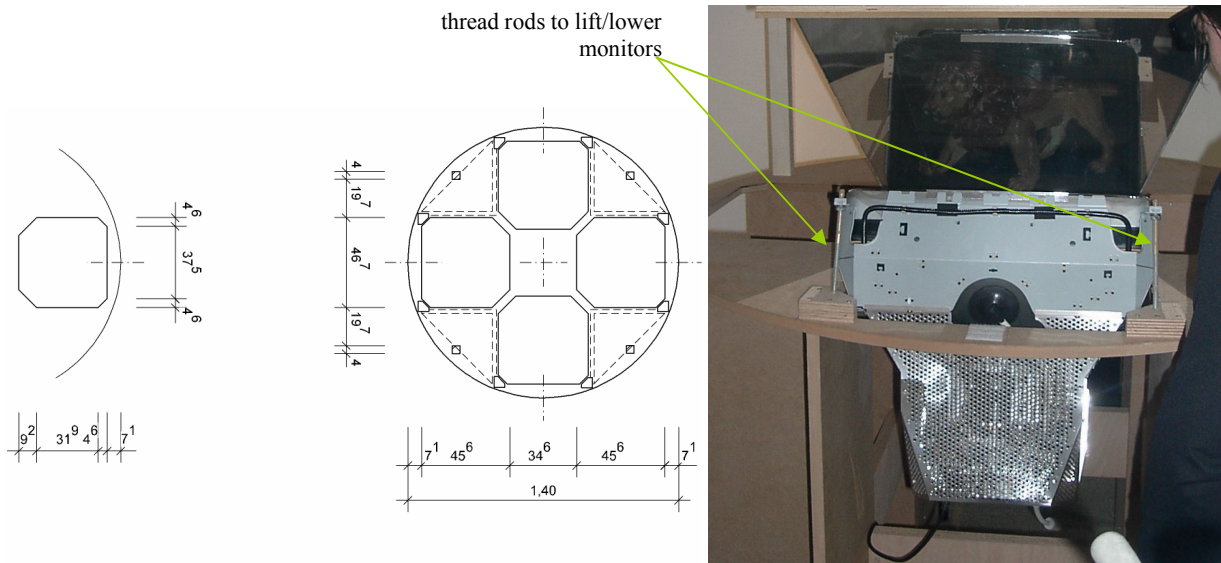 thread rods to lift/lower
monitors
4⁶
37⁵
4⁶
9² 31⁹ 4⁶ 7¹
4
19⁷
46⁷
19⁷
4
7¹ 45⁶ 34⁶ 45⁶ 7¹
1,40